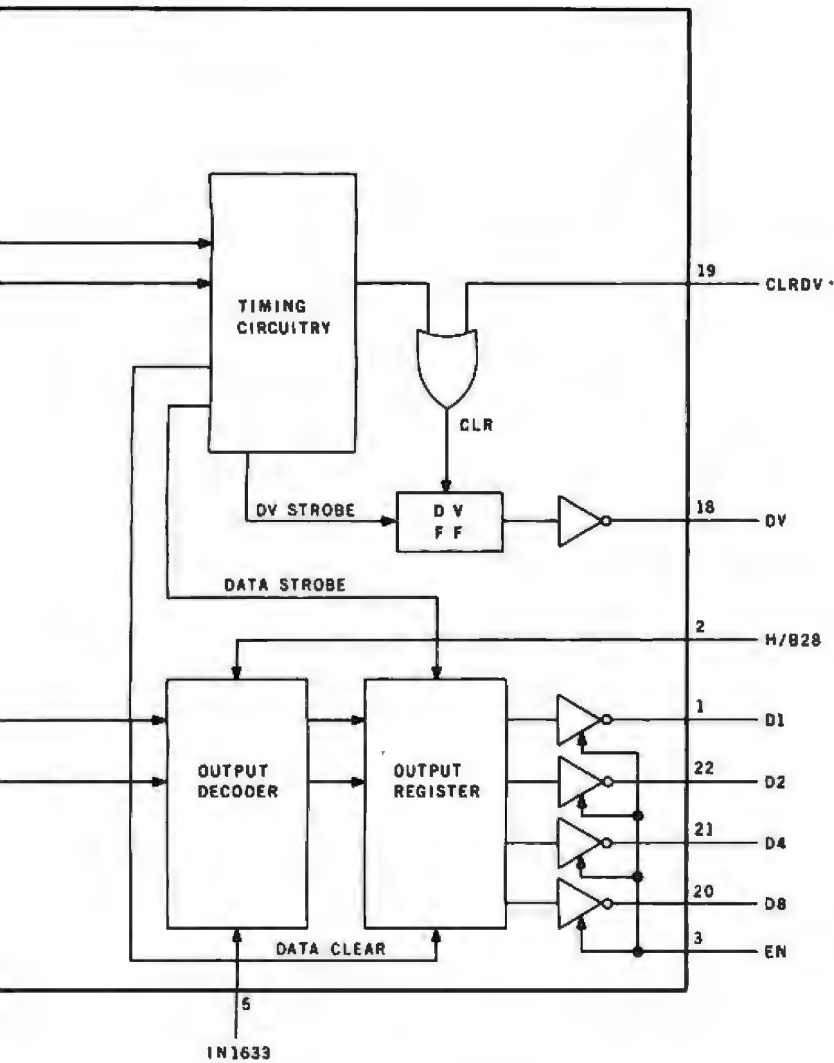 TIMING
CIRCUITRY
19
CLRDV
CLR
DV STROBE
D V
F F
18
DV
DATA STROBE
2
H/B28
OUTPUT
DECODER
OUTPUT
REGISTER
1
D1
22
D2
21
D4
20
D8
3
EN
DATA CLEAR
5
IN1633